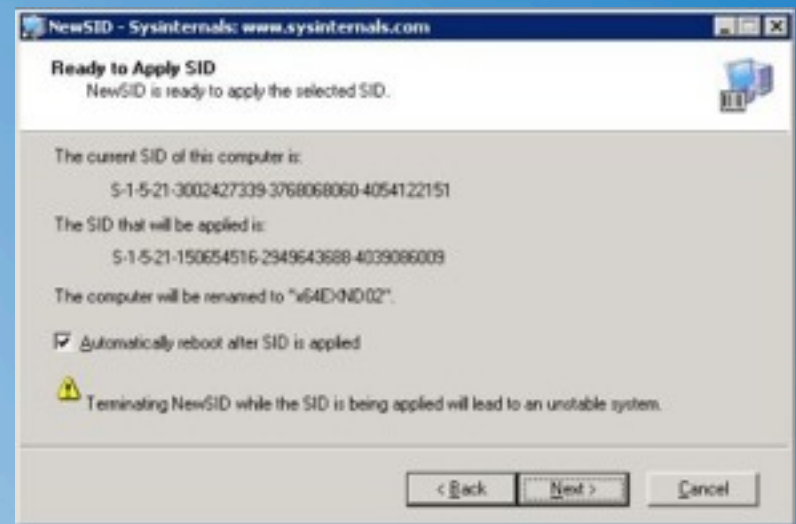 NewSID - Sysinternals: www.sysinternals.com
Ready to Apply SID
NewSID is ready to apply the selected SID.
The current SID of this computer is:
S-1-5-21-3002427339-3768068060-4054122151
The SID that will be applied is:
S-1-5-21-150654516-2949643688-4039086009
The computer will be renamed to "x64EXND02".
Automatically reboot after SID is applied
Terminating NewSID while the SID is being applied will lead to an unstable system.
< Back Next > Cancel